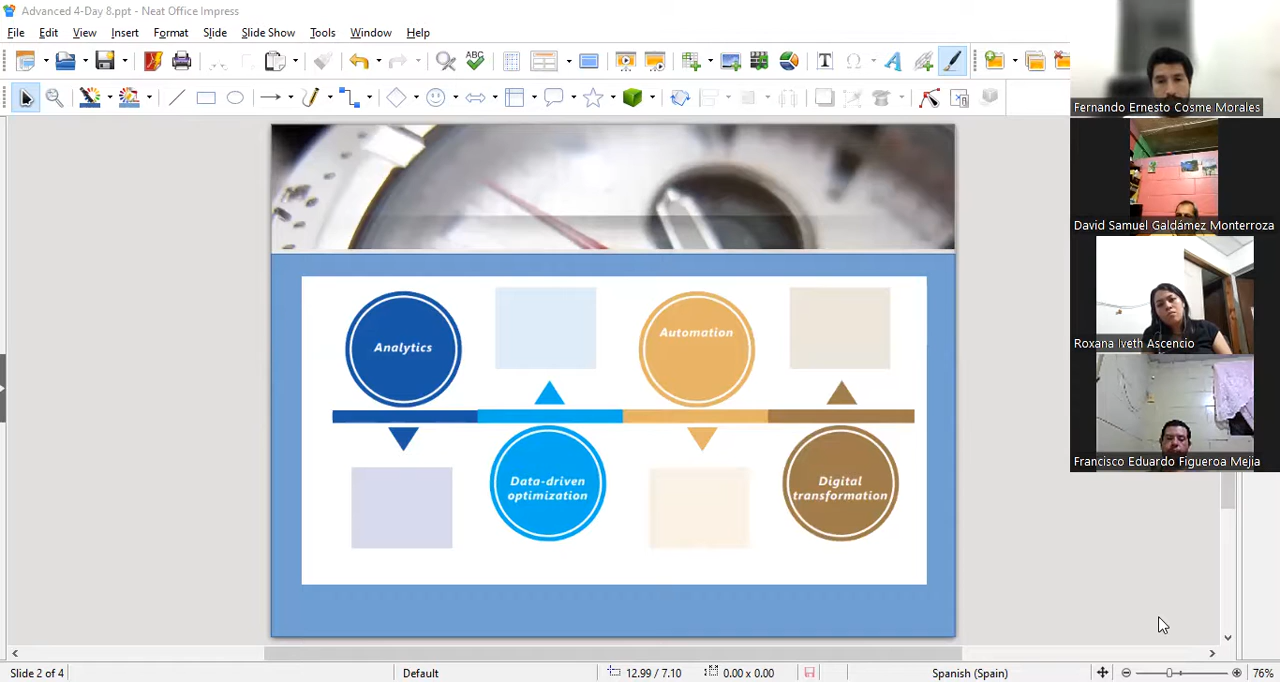 Advanced 4-Day 8.ppt - Neat Office Impress
File Edit View Insert Format Slide Slide Show Tools Window Help
ABC
T Ω A
Analytics
Automation
Data-driven
optimization
Digital
transformation
Slide 2 of 4
Default
12.99 / 7.10
0.00 x 0.00
Spanish (Spain)
76%
Fernando Ernesto Cosme Morales
David Samuel Galdámez Monterroza
Roxana Iveth Ascencio
Francisco Eduardo Figueroa Mejia